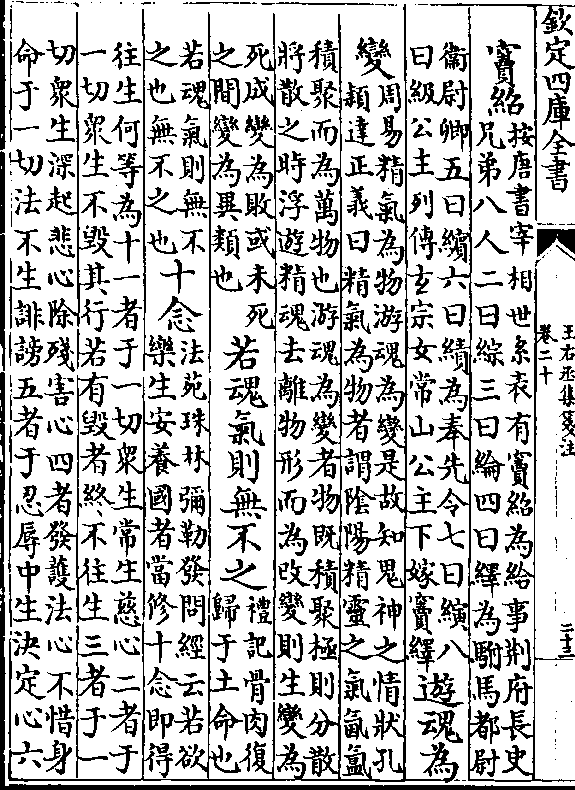 欽定四庫全書
王右丞集箋注
卷二十
二十三
竇紹
按唐書宰相世系表有竇紹為給事荆府長史
兄弟八人二曰綜三曰綸四曰繹為駙馬都尉
衛尉卿五曰繽六曰績為奉先令七曰縯八
曰級公主列傳玄宗女常山公主下嫁竇繹
遊魂為
變
周易精氣為物游魂為變是故知鬼神之情狀孔
頴達正義曰精氣為物者謂陰陽精靈之氣氤氳
積聚而為萬物也游魂為變者物既積聚極則分散
將散之時浮遊精魂去離物形而為改變則生變為
死成變為敗或未死
之間變為異類也
若魂氣則無不之
禮記骨肉復
歸于土命也
若魂氣則無不
之也無不之也
十念
法苑珠林彌勒發問經云若欲
樂生安養國者當修十念即得
往生何等為十一者于一切衆生常生慈心二者于
一切衆生不毀其行若有毀者終不往生三者于一
切衆生深起悲心除殘害心四者發護法心不惜身
命于一切法不生誹謗五者于忍辱中生決定心六